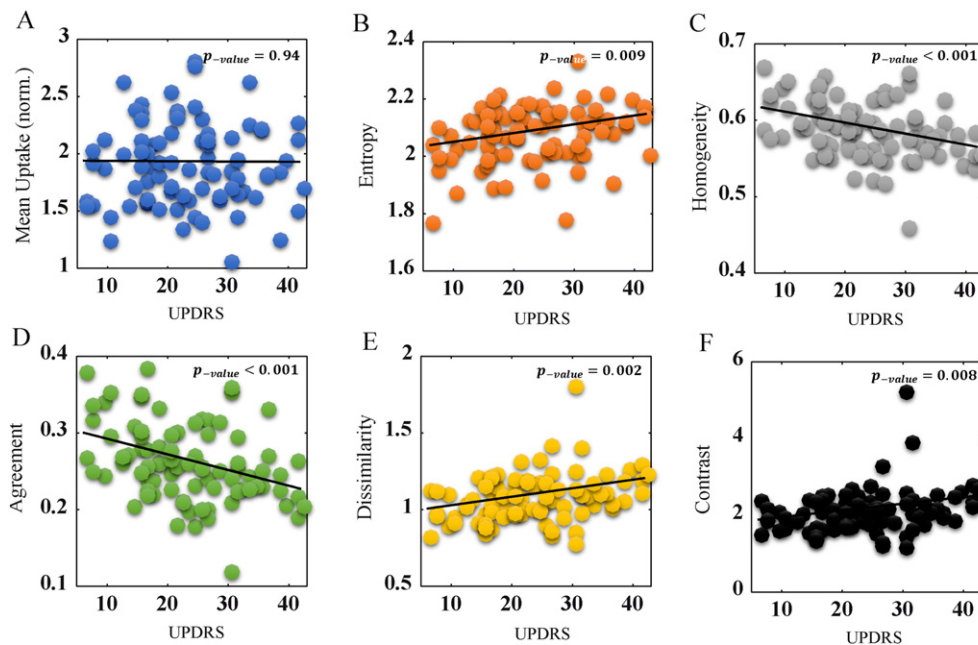 A
Mean Uptake (norm.)
3
2.5
2
1.5
1
p-value = 0.94
10 20 30 40
UPDRS
B
Entropy
2.4
2.2
2
1.8
1.6
p-value = 0.009
10 20 30 40
UPDRS
C
Homogeneity
0.7
0.6
0.5
0.4
p-value < 0.001
10 20 30 40
UPDRS
D
Agreement
0.4
0.3
0.2
0.1
p-value < 0.001
10 20 30 40
UPDRS
E
Dissimilarity
2
1.5
1
0.5
p-value = 0.002
10 20 30 40
UPDRS
F
Contrast
6
4
2
0
p-value = 0.008
10 20 30 40
UPDRS